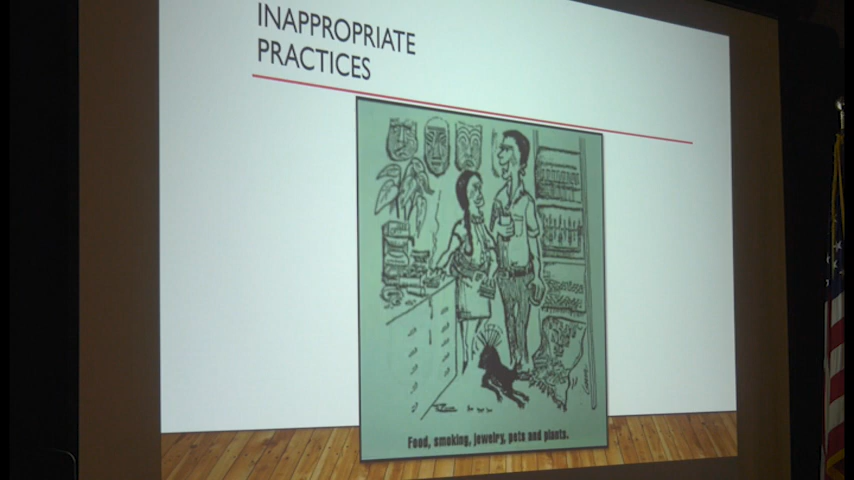 INAPPROPRIATE
PRACTICES
Food, smoking, jewelry, pets and plants.